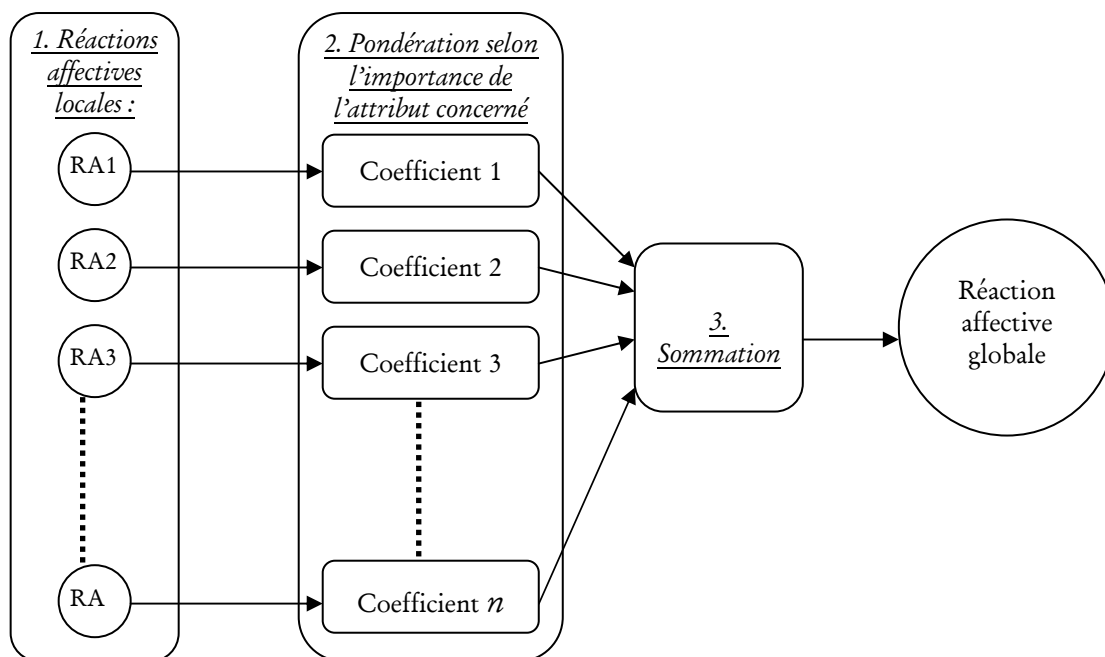 1. Réactions
affectives
locales :
RA1
RA2
RA3
RA
2. Pondération selon
l’importance de
l’attribut concerné
Coefficient 1
Coefficient 2
Coefficient 3
Coefficient n
3.
Sommation
Réaction
affective
globale